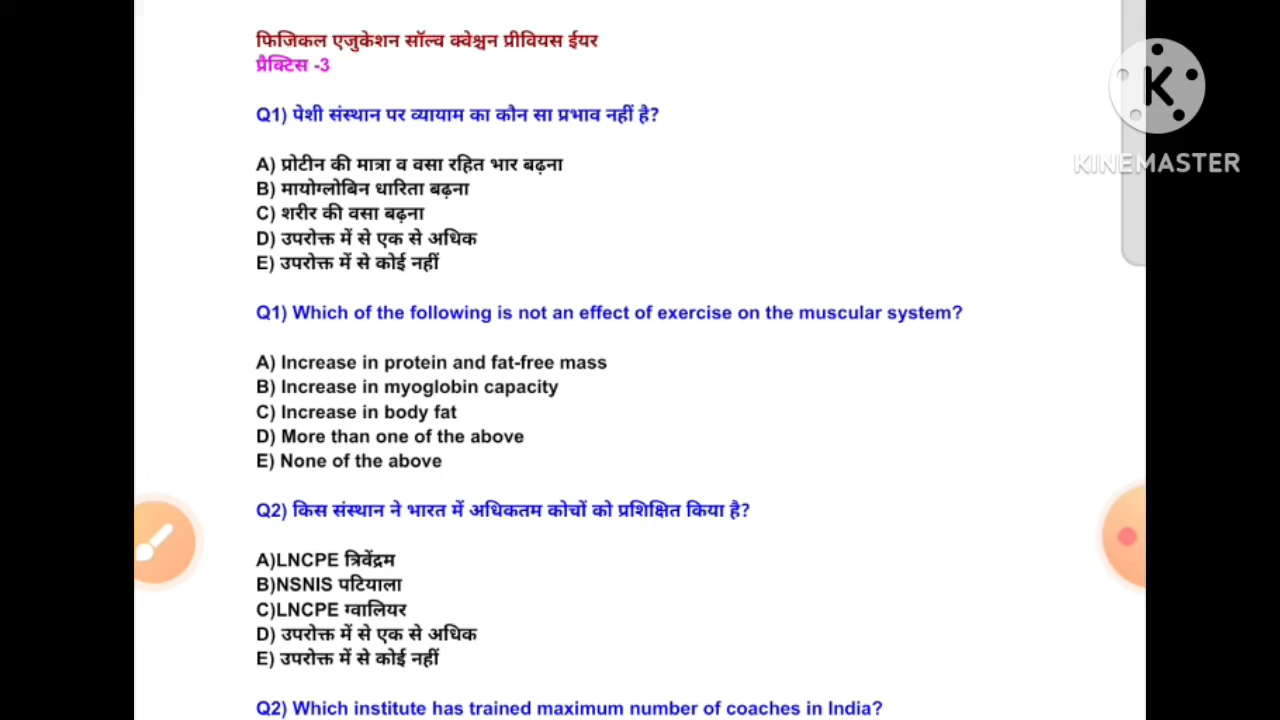 फिजिकल एजुकेशन सॉल्व क्वेश्चन प्रीवियस ईयर
प्रैक्टिस -3
Q1) पेशी संस्थान पर व्यायाम का कौन सा प्रभाव नहीं है?
A) प्रोटीन की मात्रा व वसा रहित भार बढ़ना
B) मायोग्लोबिन धारिता बढ़ना
C) शरीर की वसा बढ़ना
D) उपरोक्त में से एक से अधिक
E) उपरोक्त में से कोई नहीं
Q1) Which of the following is not an effect of exercise on the muscular system?
A) Increase in protein and fat-free mass
B) Increase in myoglobin capacity
C) Increase in body fat
D) More than one of the above
E) None of the above
Q2) किस संस्थान ने भारत में अधिकतम कोचों को प्रशिक्षित किया है?
A)LNCPE त्रिवेंद्रम
B)NSNIS पटियाला
C)LNCPE ग्वालियर
D) उपरोक्त में से एक से अधिक
E) उपरोक्त में से कोई नहीं
Q2) Which institute has trained maximum number of coaches in India?
K
KINEMASTER